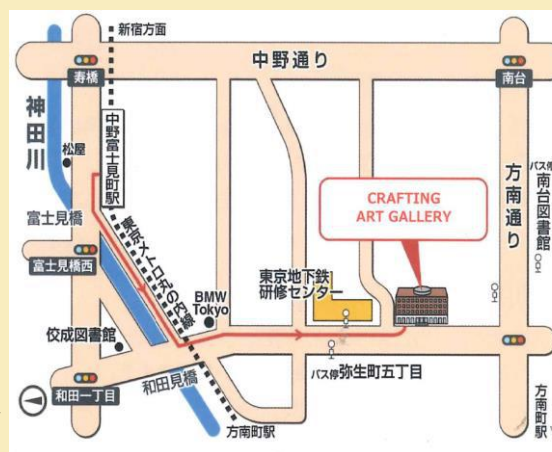 新宿方面
中野通り
寿橋
南台
神田川
松屋
中野富士見町駅
方南通り
バス停
南台図書館
CRAFTING
ART GALLERY
富士見橋
富士見橋西
東京メトロ丸の内線
東京地下鉄
研修センター
BMW
Tokyo
佼成図書館
和田見橋
バス停 弥生町五丁目
和田一丁目
方南町駅
方南町駅